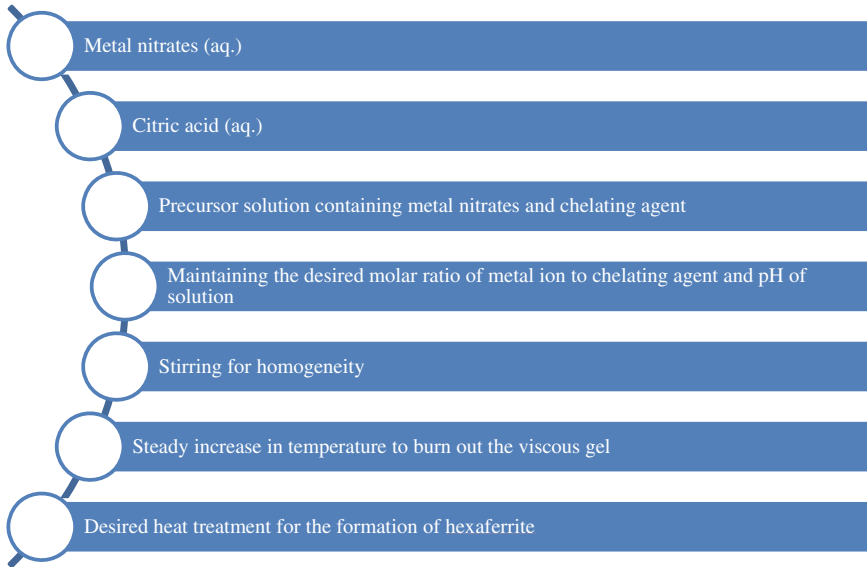 Metal nitrates (aq.)
Citric acid (aq.)
Precursor solution containing metal nitrates and chelating agent
Maintaining the desired molar ratio of metal ion to chelating agent and pH of
solution
Stirring for homogeneity
Steady increase in temperature to burn out the viscous gel
Desired heat treatment for the formation of hexaferrite